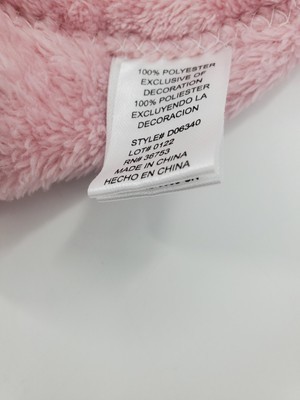 100% POLYESTER
EXCLUSIVE OF
DECORATION
100% POLIESTER
EXCLUYENDO LA
DECORACION
STYLE# D06340
LOT# 0122
RN# 36753
MADE IN CHINA
HECHO EN CHINA